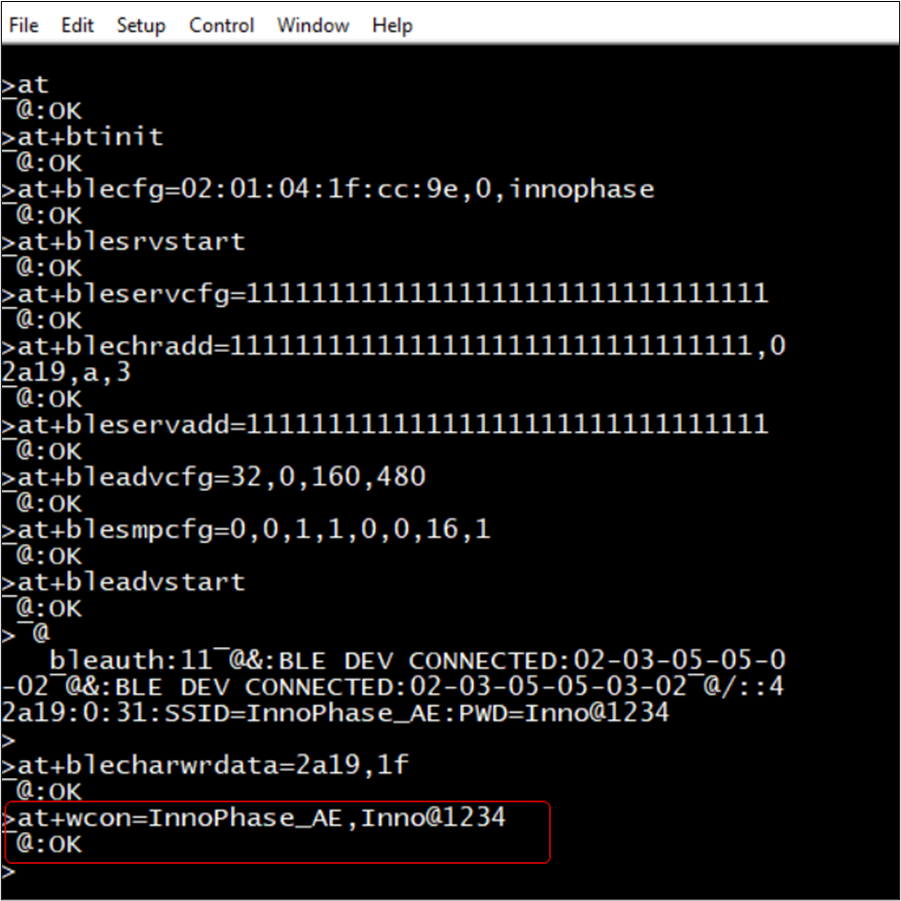 File Edit Setup Control Window Help
>at
¯@:OK
>at+btinit
¯@:OK
>at+blecfg=02:01:04:1f:cc:9e,0,innophase
¯@:OK
>at+blesrvstart
¯@:OK
>at+bleservcfg=11111111111111111111111111111111
¯@:OK
>at+blechradd=11111111111111111111111111111111,0
2a19,a,3
¯@:OK
>at+bleservadd=11111111111111111111111111111111
¯@:OK
>at+bleadvcfg=32,0,160,480
¯@:OK
>at+blesmpcfg=0,0,1,1,0,0,16,1
¯@:OK
>at+bleadvstart
¯@:OK
>¯@
bleauth:11¯@&:BLE DEV CONNECTED:02-03-05-05-0
-02¯@&:BLE DEV CONNECTED:02-03-05-05-03-02¯@/::4
2a19:0:31:SSID=InnoPhase_AE:PWD=Inno@1234
>
>at+blecharwrdata=2a19,1f
¯@:OK
>at+wcon=InnoPhase_AE,Inno@1234
¯@:OK
>